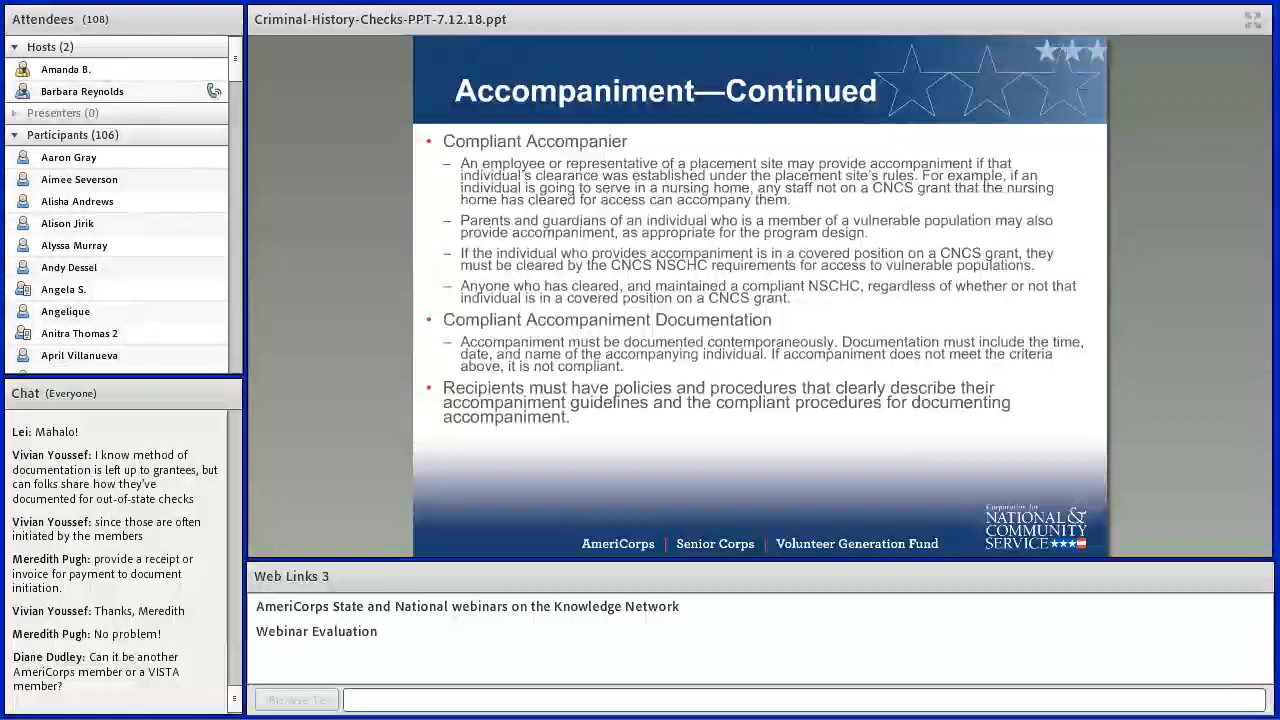 Attendees (108)
Hosts (2)
Amanda B.
Barbara Reynolds
Presenters (0)
Participants (106)
Aaron Gray
Aimee Severson
Alisha Andrews
Alison Jirik
Alyssa Murray
Andy Dessel
Angela S.
Angelique
Anitra Thomas 2
April Villanueva
Chat (Everyone)
Lei: Mahalo!
Vivian Youssef: I know method of
documentation is left up to grantees, but
can folks share how they've
documented for out-of-state checks
Vivian Youssef: since those are often
initiated by the members
Meredith Pugh: provide a receipt or
invoice for payment to document
initiation.
Vivian Youssef: Thanks, Meredith
Meredith Pugh: No problem!
Diane Dudley: Can it be another
AmeriCorps member or a VISTA
member?
Criminal-History-Checks-PPT-7.12.18.ppt
Accompaniment—Continued
• Compliant Accompanier
– An employee or representative of a placement site may provide accompaniment if that
individual's clearance was established under the placement site's rules. For example, if an
individual is going to serve in a nursing home, any staff not on a CNCS grant that the nursing
home has cleared for access can accompany them.
– Parents and guardians of an individual who is a member of a vulnerable population may also
provide accompaniment, as appropriate for the program design.
– If the individual who provides accompaniment is in a covered position on a CNCS grant, they
must be cleared by the CNCS NSCHC requirements for access to vulnerable populations.
– Anyone who has cleared, and maintained a compliant NSCHC, regardless of whether or not that
individual is in a covered position on a CNCS grant.
• Compliant Accompaniment Documentation
– Accompaniment must be documented contemporaneously. Documentation must include the time,
date, and name of the accompanying individual. If accompaniment does not meet the criteria
above, it is not compliant.
• Recipients must have policies and procedures that clearly describe their
accompaniment guidelines and the compliant procedures for documenting
accompaniment.
Corporation for
NATIONAL &
COMMUNITY
SERVICE
AmeriCorps | Senior Corps | Volunteer Generation Fund
Web Links 3
AmeriCorps State and National webinars on the Knowledge Network
Webinar Evaluation
Browse To